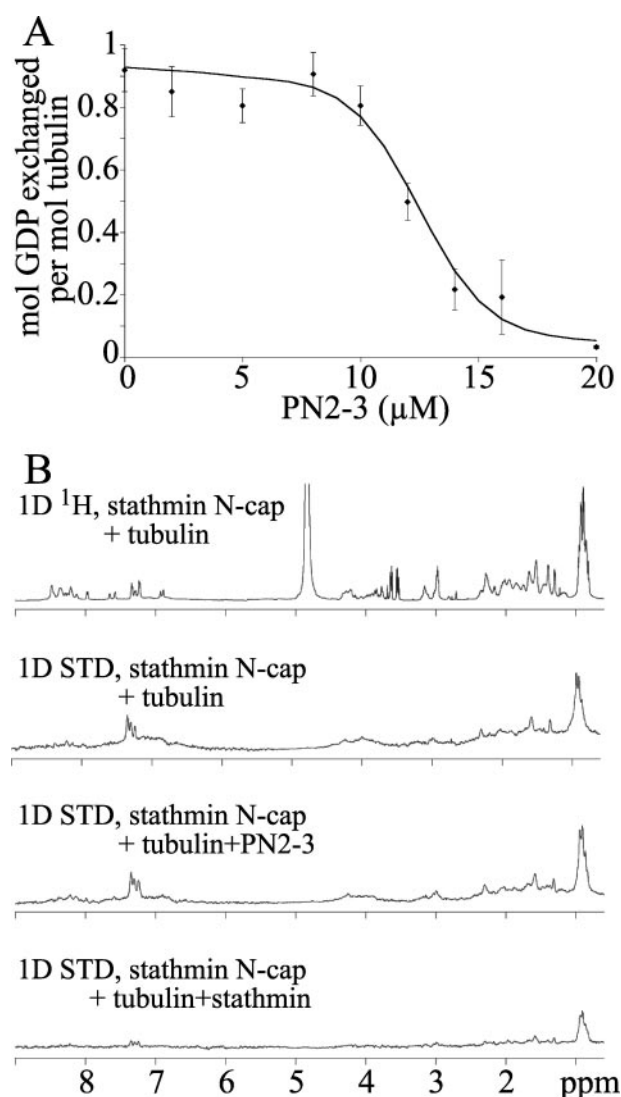 A
mol GDP exchanged
per mol tubulin
1
0.8
0.6
0.4
0.2
0
0 5 10 15 20
PN2-3 (µM)
B
1D ¹H, stathmin N-cap
+ tubulin
1D STD, stathmin N-cap
+ tubulin
1D STD, stathmin N-cap
+ tubulin+PN2-3
1D STD, stathmin N-cap
+ tubulin+stathmin
8 7 6 5 4 3 2 ppm